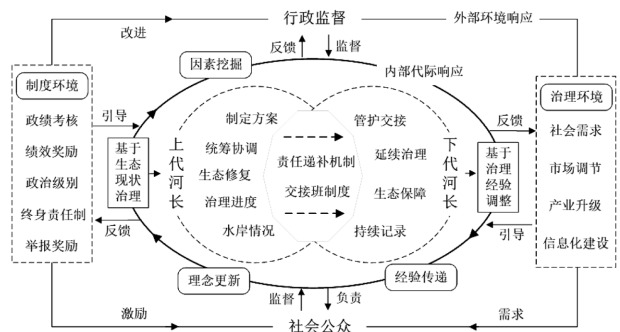 行政监督
外部环境响应
改进
反馈
监督
因素挖掘
内部代际响应
制度环境
政绩考核
绩效奖励
政治级别
终身责任制
举报奖励
引导
反馈
基于
生态
现状
治理
上代河长
制定方案
统筹协调
生态修复
治理进度
水岸情况
责任递补机制
交接班制度
管护交接
延续治理
生态保障
持续记录
下代河长
基于
治理
经验
调整
反馈
引导
治理环境
社会需求
市场调节
产业升级
信息化建设
理念更新
经验传递
监督
负责
激励
社会公众
需求